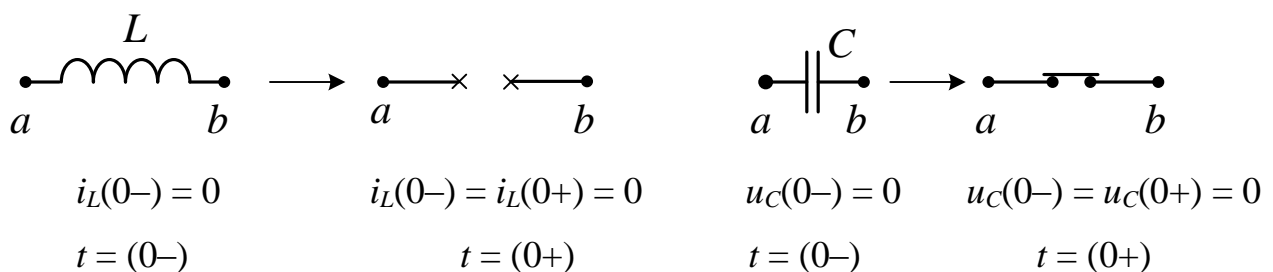 L C
a b a b a b a b
i_L(0–) = 0 i_L(0–) = i_L(0+) = 0 u_C(0–) = 0 u_C(0–) = u_C(0+) = 0
t = (0–) t = (0+) t = (0–) t = (0+)